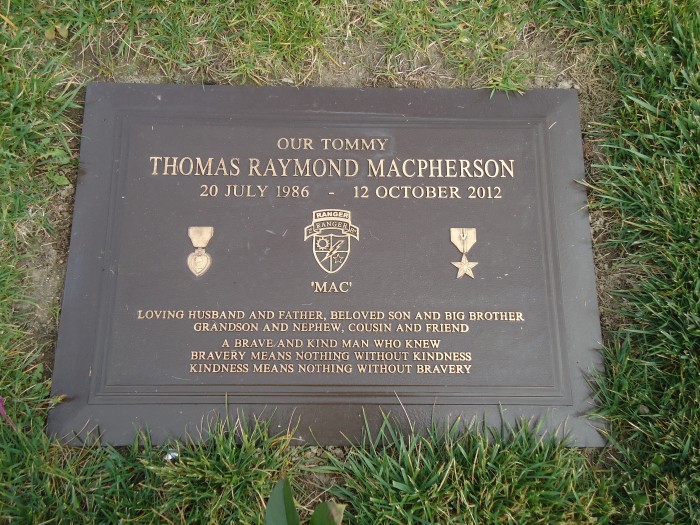 OUR TOMMY
THOMAS RAYMOND MACPHERSON
20 JULY 1986 - 12 OCTOBER 2012
RANGER
RANGER
'MAC'
LOVING HUSBAND AND FATHER, BELOVED SON AND BIG BROTHER
GRANDSON AND NEPHEW, COUSIN AND FRIEND
A BRAVE AND KIND MAN WHO KNEW
BRAVERY MEANS NOTHING WITHOUT KINDNESS
KINDNESS MEANS NOTHING WITHOUT BRAVERY